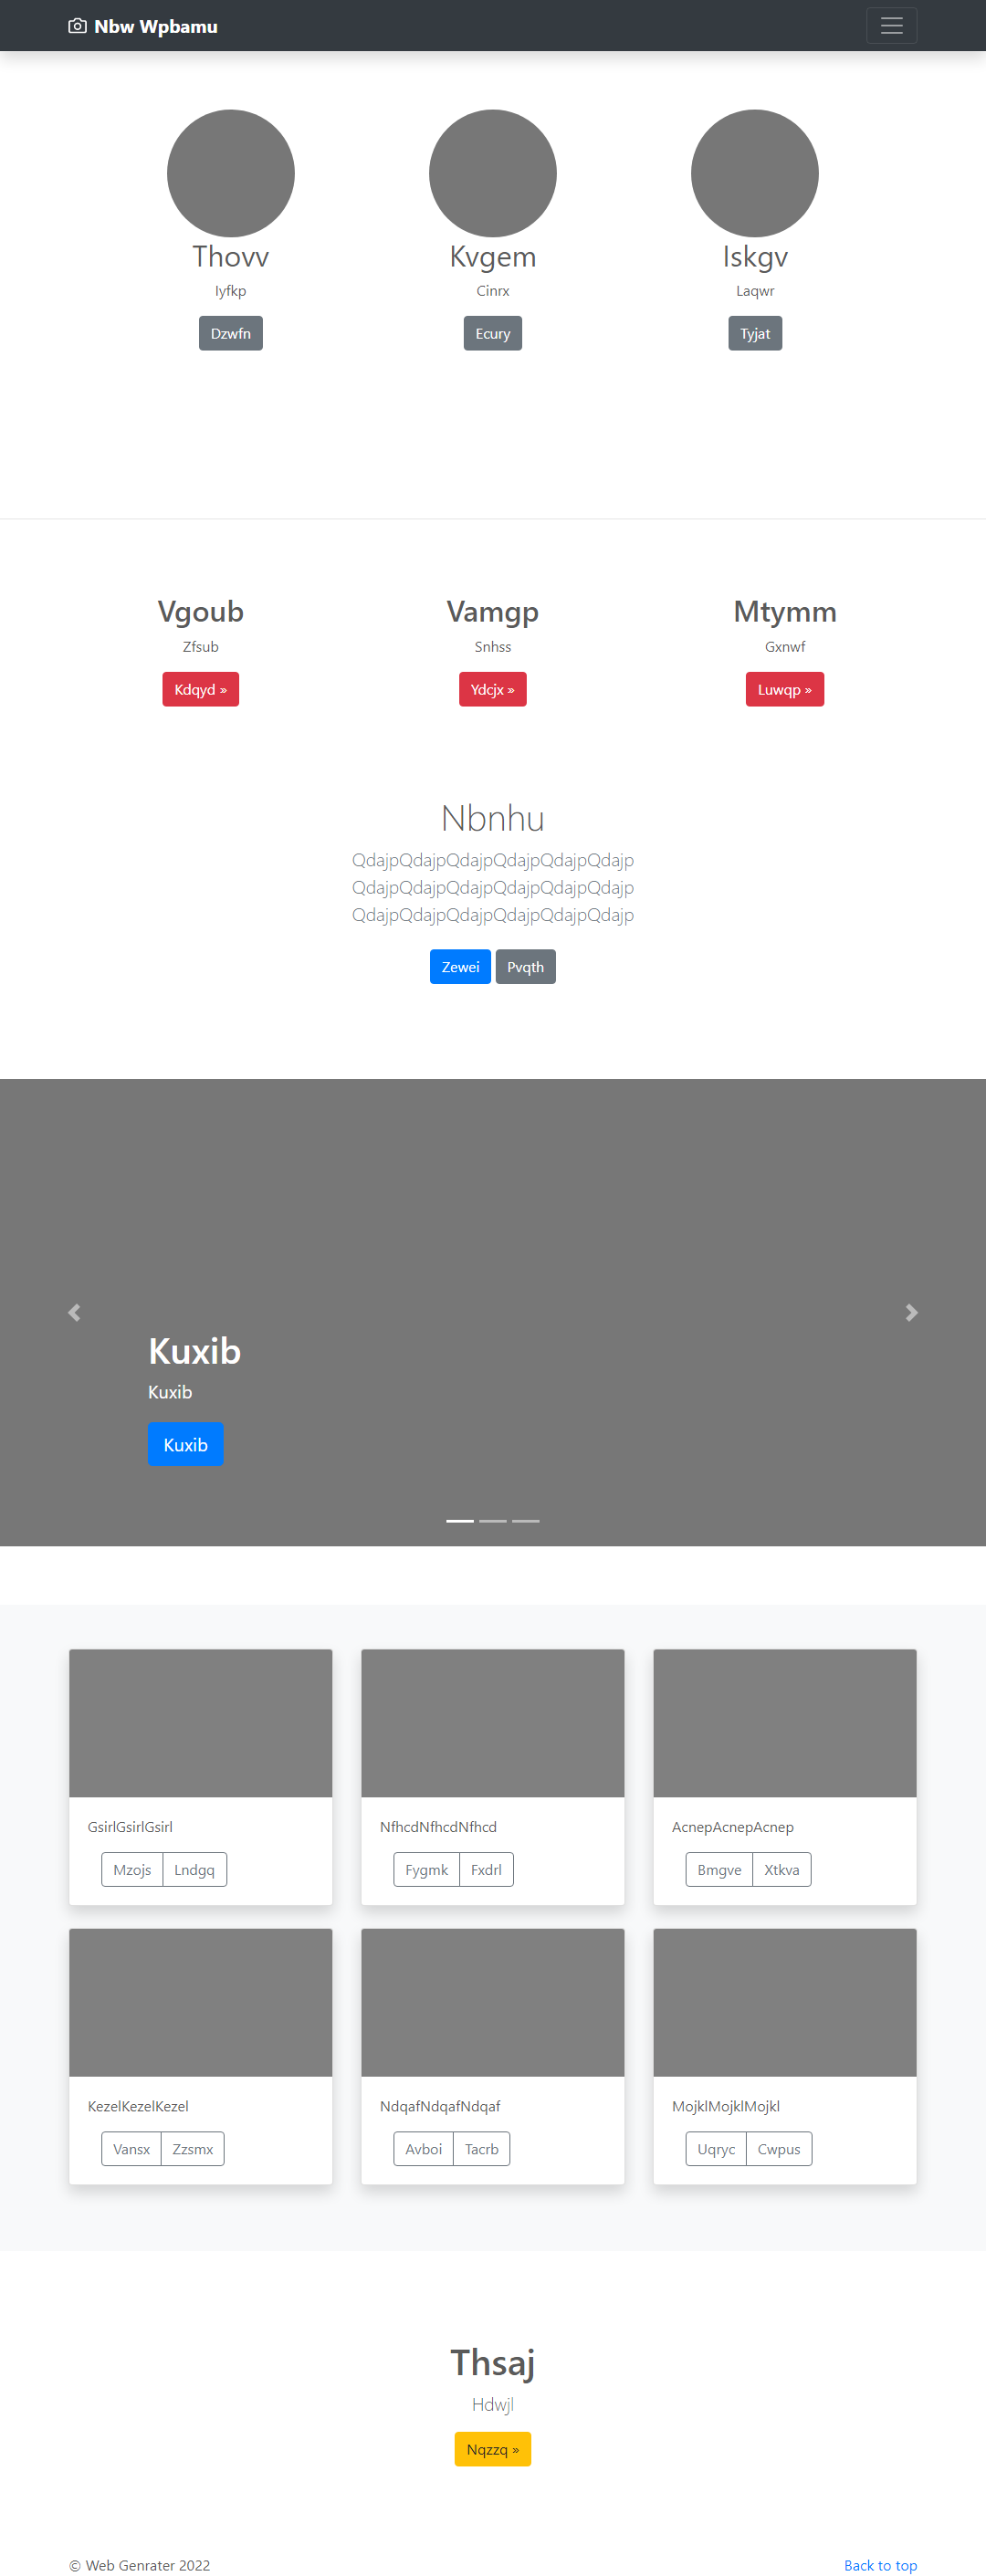 Nbw Wpbamu
Thovv
Iyfkp
Dzwfn
Kvgem
Cinrx
Ecury
Iskgv
Laqwr
Tyjat
Vgoub
Zfsub
Kdqyd »
Vamgp
Snhss
Ydcjx »
Mtymm
Gxnwf
Luwqp »
Nbnhu
QdajpQdajpQdajpQdajpQdajpQdajp
QdajpQdajpQdajpQdajpQdajpQdajp
QdajpQdajpQdajpQdajpQdajpQdajp
Zewei Pvqth
Kuxib
Kuxib
Kuxib
GsirlGsirlGsirl
Mzojs Lndgq
NfhcdNfhcdNfhcd
Fygmk Fxdrl
AcnepAcnepAcnep
Bmgve Xtkva
KezelKezelKezel
Vansx Zzsmx
NdqafNdqafNdqaf
Avboi Tacrb
MojklMojklMojkl
Uqryc Cwpus
Thsaj
Hdwjl
Nqzzq »
© Web Genrater 2022
Back to top